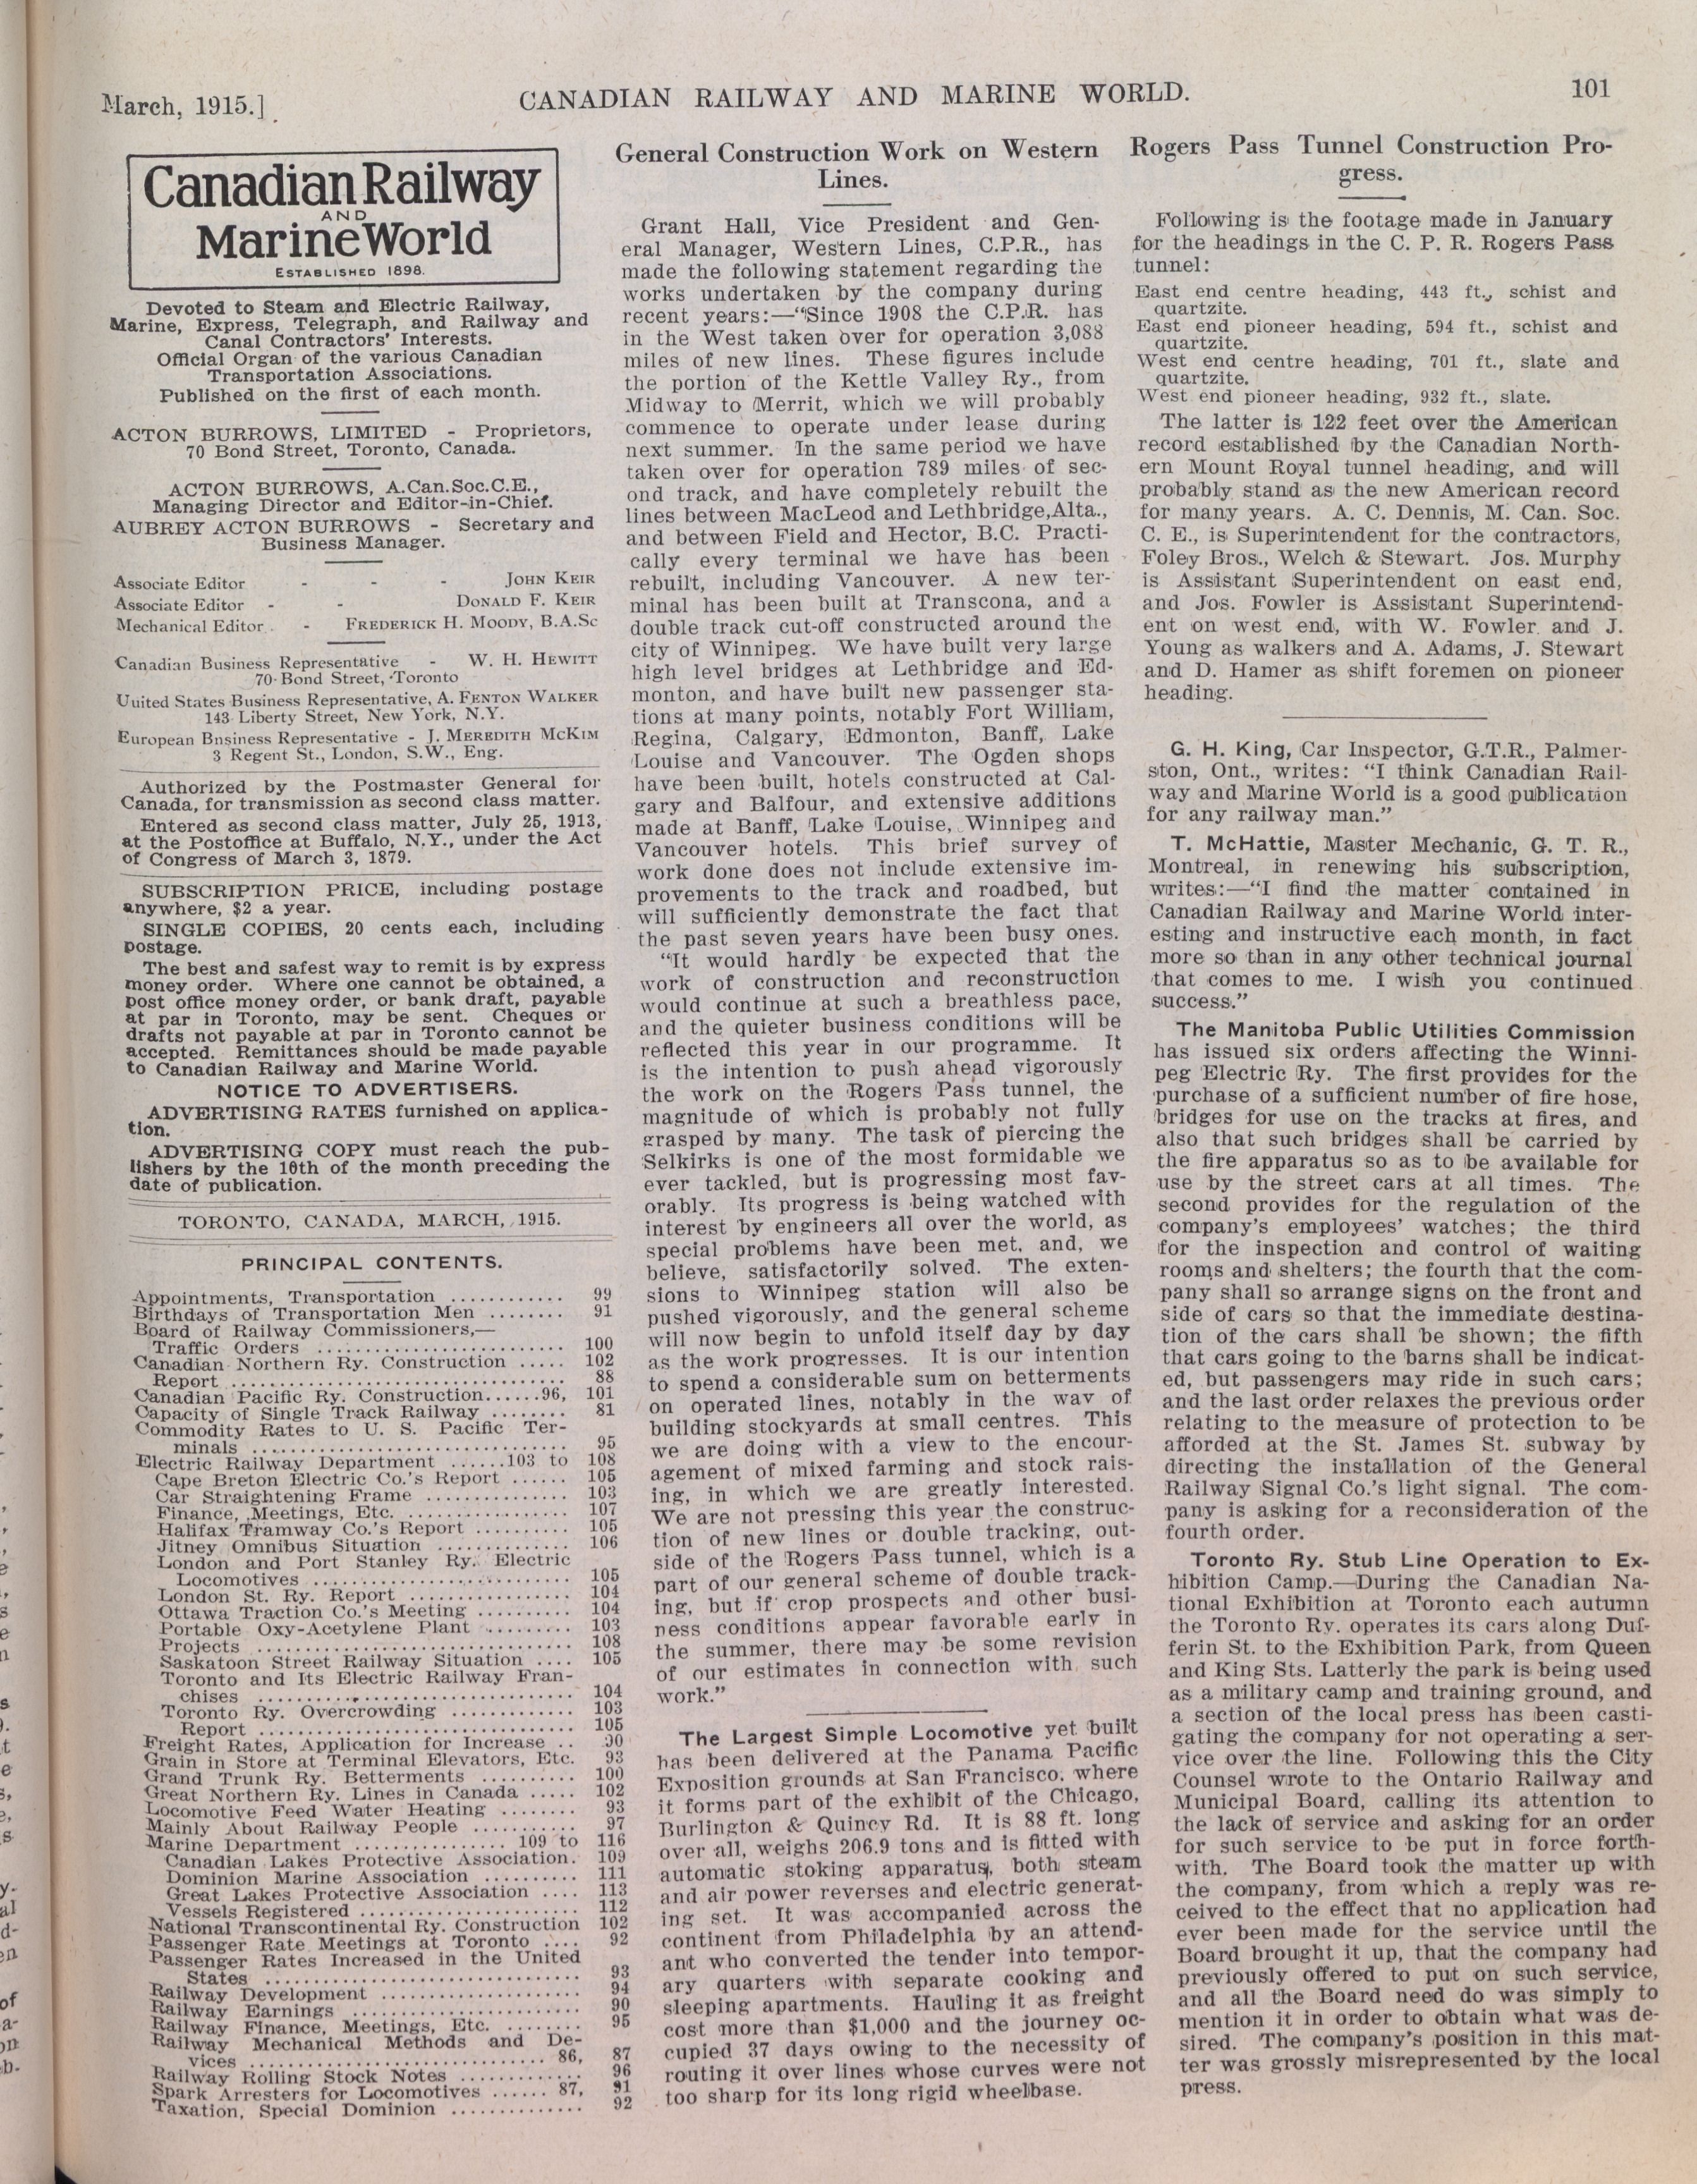 March, 1915.]
CANADIAN RAILWAY AND MARINE WORLD.
101
Canadian Railway
AND
Marine World
ESTABLISHED 1898.
Devoted to Steam and Electric Railway,
Marine, Express, Telegraph, and Railway and
Canal Contractors' Interests.
Official Organ of the various Canadian
Transportation Associations.
Published on the first of each month.
ACTON BURROWS, LIMITED - Proprietors,
70 Bond Street, Toronto, Canada.
ACTON BURROWS, A.Can.Soc.C.E.,
Managing Director and Editor-in-Chief.
AUBREY ACTON BURROWS - Secretary and
Business Manager.
Associate Editor - - - JOHN KEIR
Associate Editor - - DONALD F. KEIR
Mechanical Editor - FREDERICK H. MOODY, B.A.Sc
Canadian Business Representative - W. H. HEWITT
70 Bond Street, Toronto
United States Business Representative, A. FENTON WALKER
143 Liberty Street, New York, N.Y.
European Bnsiness Representative - J. MEREDITH MCKIM
3 Regent St., London, S.W., Eng.
Authorized by the Postmaster General for
Canada, for transmission as second class matter.
Entered as second class matter, July 25, 1913,
at the Postoffice at Buffalo, N.Y., under the Act
of Congress of March 3, 1879.
SUBSCRIPTION PRICE, including postage
anywhere, $2 a year.
SINGLE COPIES, 20 cents each, including
postage.
The best and safest way to remit is by express
money order. Where one cannot be obtained, a
post office money order, or bank draft, payable
at par in Toronto, may be sent. Cheques or
drafts not payable at par in Toronto cannot be
accepted. Remittances should be made payable
to Canadian Railway and Marine World.
NOTICE TO ADVERTISERS.
ADVERTISING RATES furnished on applica-
tion.
ADVERTISING COPY must reach the pub-
lishers by the 10th of the month preceding the
date of publication.
TORONTO, CANADA, MARCH, 1915.
PRINCIPAL CONTENTS.
Appointments, Transportation ............ 99
Birthdays of Transportation Men ........ 91
Board of Railway Commissioners,—
Traffic Orders .......................... 100
Canadian Northern Ry. Construction ..... 102
Report .................................. 88
Canadian Pacific Ry. Construction......96, 101
Capacity of Single Track Railway ........ 81
Commodity Rates to U. S. Pacific Ter-
minals ................................. 95
Electric Railway Department ......103 to 108
Cape Breton Electric Co.'s Report ...... 105
Car Straightening Frame ............... 103
Finance, Meetings, Etc. ................. 107
Halifax Tramway Co.'s Report .......... 105
Jitney Omnibus Situation .............. 106
London and Port Stanley Ry. Electric
Locomotives ........................... 105
London St. Ry. Report ................. 104
Ottawa Traction Co.'s Meeting .......... 104
Portable Oxy-Acetylene Plant .......... 103
Projects ................................. 108
Saskatoon Street Railway Situation .... 105
Toronto and Its Electric Railway Fran-
chises ................................. 104
Toronto Ry. Overcrowding ............. 103
Report ................................. 105
Freight Rates, Application for Increase .. 90
Grain in Store at Terminal Elevators, Etc. 93
Grand Trunk Ry. Betterments .......... 100
Great Northern Ry. Lines in Canada ..... 102
Locomotive Feed Water Heating ........ 93
Mainly About Railway People ........... 97
Marine Department ................ 109 to 116
Canadian Lakes Protective Association. 109
Dominion Marine Association .......... 111
Great Lakes Protective Association .... 113
Vessels Registered ....................... 112
National Transcontinental Ry. Construction 102
Passenger Rate Meetings at Toronto .... 92
Passenger Rates Increased in the United
States ................................. 93
Railway Development ..................... 94
Railway Earnings ........................ 90
Railway Finance, Meetings, Etc. ........ 95
Railway Mechanical Methods and De-
vices .............................. 86, 87
Railway Rolling Stock Notes ............. 96
Spark Arresters for Locomotives ...... 87, 91
Taxation, Special Dominion .............. 92
General Construction Work on Western
Lines.
Grant Hall, Vice President and Gen-
eral Manager, Western Lines, C.P.R., has
made the following statement regarding the
works undertaken by the company during
recent years:—"Since 1908 the C.P.R. has
in the West taken over for operation 3,088
miles of new lines. These figures include
the portion of the Kettle Valley Ry., from
Midway to Merrit, which we will probably
commence to operate under lease during
next summer. In the same period we have
taken over for operation 789 miles of sec-
ond track, and have completely rebuilt the
lines between MacLeod and Lethbridge,Alta.,
and between Field and Hector, B.C. Practi-
cally every terminal we have has been
rebuilt, including Vancouver. A new ter-
minal has been built at Transcona, and a
double track cut-off constructed around the
city of Winnipeg. We have built very large
high level bridges at Lethbridge and Ed-
monton, and have built new passenger sta-
tions at many points, notably Fort William,
Regina, Calgary, Edmonton, Banff, Lake
Louise and Vancouver. The Ogden shops
have been built, hotels constructed at Cal-
gary and Balfour, and extensive additions
made at Banff, Lake Louise, Winnipeg and
Vancouver hotels. This brief survey of
work done does not include extensive im-
provements to the track and roadbed, but
will sufficiently demonstrate the fact that
the past seven years have been busy ones.
"It would hardly be expected that the
work of construction and reconstruction
would continue at such a breathless pace,
and the quieter business conditions will be
reflected this year in our programme. It
is the intention to push ahead vigorously
the work on the Rogers Pass tunnel, the
magnitude of which is probably not fully
grasped by many. The task of piercing the
Selkirks is one of the most formidable we
ever tackled, but is progressing most fav-
orably. Its progress is being watched with
interest by engineers all over the world, as
special problems have been met, and, we
believe, satisfactorily solved. The exten-
sions to Winnipeg station will also be
pushed vigorously, and the general scheme
will now begin to unfold itself day by day
as the work progresses. It is our intention
to spend a considerable sum on betterments
on operated lines, notably in the way of
building stockyards at small centres. This
we are doing with a view to the encour-
agement of mixed farming and stock rais-
ing, in which we are greatly interested.
We are not pressing this year the construc-
tion of new lines or double tracking, out-
side of the Rogers Pass tunnel, which is a
part of our general scheme of double track-
ing, but if crop prospects and other busi-
ness conditions appear favorable early in
the summer, there may be some revision
of our estimates in connection with such
work."
The Largest Simple Locomotive yet built
has been delivered at the Panama Pacific
Exposition grounds at San Francisco, where
it forms part of the exhibit of the Chicago,
Burlington & Quincy Rd. It is 88 ft. long
over all, weighs 206.9 tons and is fitted with
automatic stoking apparatus, both steam
and air power reverses and electric generat-
ing set. It was accompanied across the
continent from Philadelphia by an attend-
ant who converted the tender into tempor-
ary quarters with separate cooking and
sleeping apartments. Hauling it as freight
cost more than $1,000 and the journey oc-
cupied 37 days owing to the necessity of
routing it over lines whose curves were not
too sharp for its long rigid wheelbase.
Rogers Pass Tunnel Construction Pro-
gress.
Following is the footage made in January
for the headings in the C. P. R. Rogers Pass
tunnel:
East end centre heading, 443 ft., schist and
quartzite.
East end pioneer heading, 594 ft., schist and
quartzite.
West end centre heading, 701 ft., slate and
quartzite.
West end pioneer heading, 932 ft., slate.
The latter is 122 feet over the American
record established by the Canadian North-
ern Mount Royal tunnel heading, and will
probably stand as the new American record
for many years. A. C. Dennis, M. Can. Soc.
C. E., is Superintendent for the contractors,
Foley Bros., Welch & Stewart. Jos. Murphy
is Assistant Superintendent on east end,
and Jos. Fowler is Assistant Superintend-
ent on west end, with W. Fowler and J.
Young as walkers and A. Adams, J. Stewart
and D. Hamer as shift foremen on pioneer
heading.
G. H. King, Car Inspector, G.T.R., Palmer-
ston, Ont., writes: "I think Canadian Rail-
way and Marine World is a good publication
for any railway man."
T. McHattie, Master Mechanic, G. T. R.,
Montreal, in renewing his subscription,
writes:—"I find the matter contained in
Canadian Railway and Marine World inter-
esting and instructive each month, in fact
more so than in any other technical journal
that comes to me. I wish you continued
success."
The Manitoba Public Utilities Commission
has issued six orders affecting the Winni-
peg Electric Ry. The first provides for the
purchase of a sufficient number of fire hose,
bridges for use on the tracks at fires, and
also that such bridges shall be carried by
the fire apparatus so as to be available for
use by the street cars at all times. The
second provides for the regulation of the
company's employees' watches; the third
for the inspection and control of waiting
rooms and shelters; the fourth that the com-
pany shall so arrange signs on the front and
side of cars so that the immediate destina-
tion of the cars shall be shown; the fifth
that cars going to the barns shall be indicat-
ed, but passengers may ride in such cars;
and the last order relaxes the previous order
relating to the measure of protection to be
afforded at the St. James St. subway by
directing the installation of the General
Railway Signal Co.'s light signal. The com-
pany is asking for a reconsideration of the
fourth order.
Toronto Ry. Stub Line Operation to Ex-
hibition Camp.—During the Canadian Na-
tional Exhibition at Toronto each autumn
the Toronto Ry. operates its cars along Duf-
ferin St. to the Exhibition Park, from Queen
and King Sts. Latterly the park is being used
as a military camp and training ground, and
a section of the local press has been casti-
gating the company for not operating a ser-
vice over the line. Following this the City
Counsel wrote to the Ontario Railway and
Municipal Board, calling its attention to
the lack of service and asking for an order
for such service to be put in force forth-
with. The Board took the matter up with
the company, from which a reply was re-
ceived to the effect that no application had
ever been made for the service until the
Board brought it up, that the company had
previously offered to put on such service,
and all the Board need do was simply to
mention it in order to obtain what was de-
sired. The company's position in this mat-
ter was grossly misrepresented by the local
press.